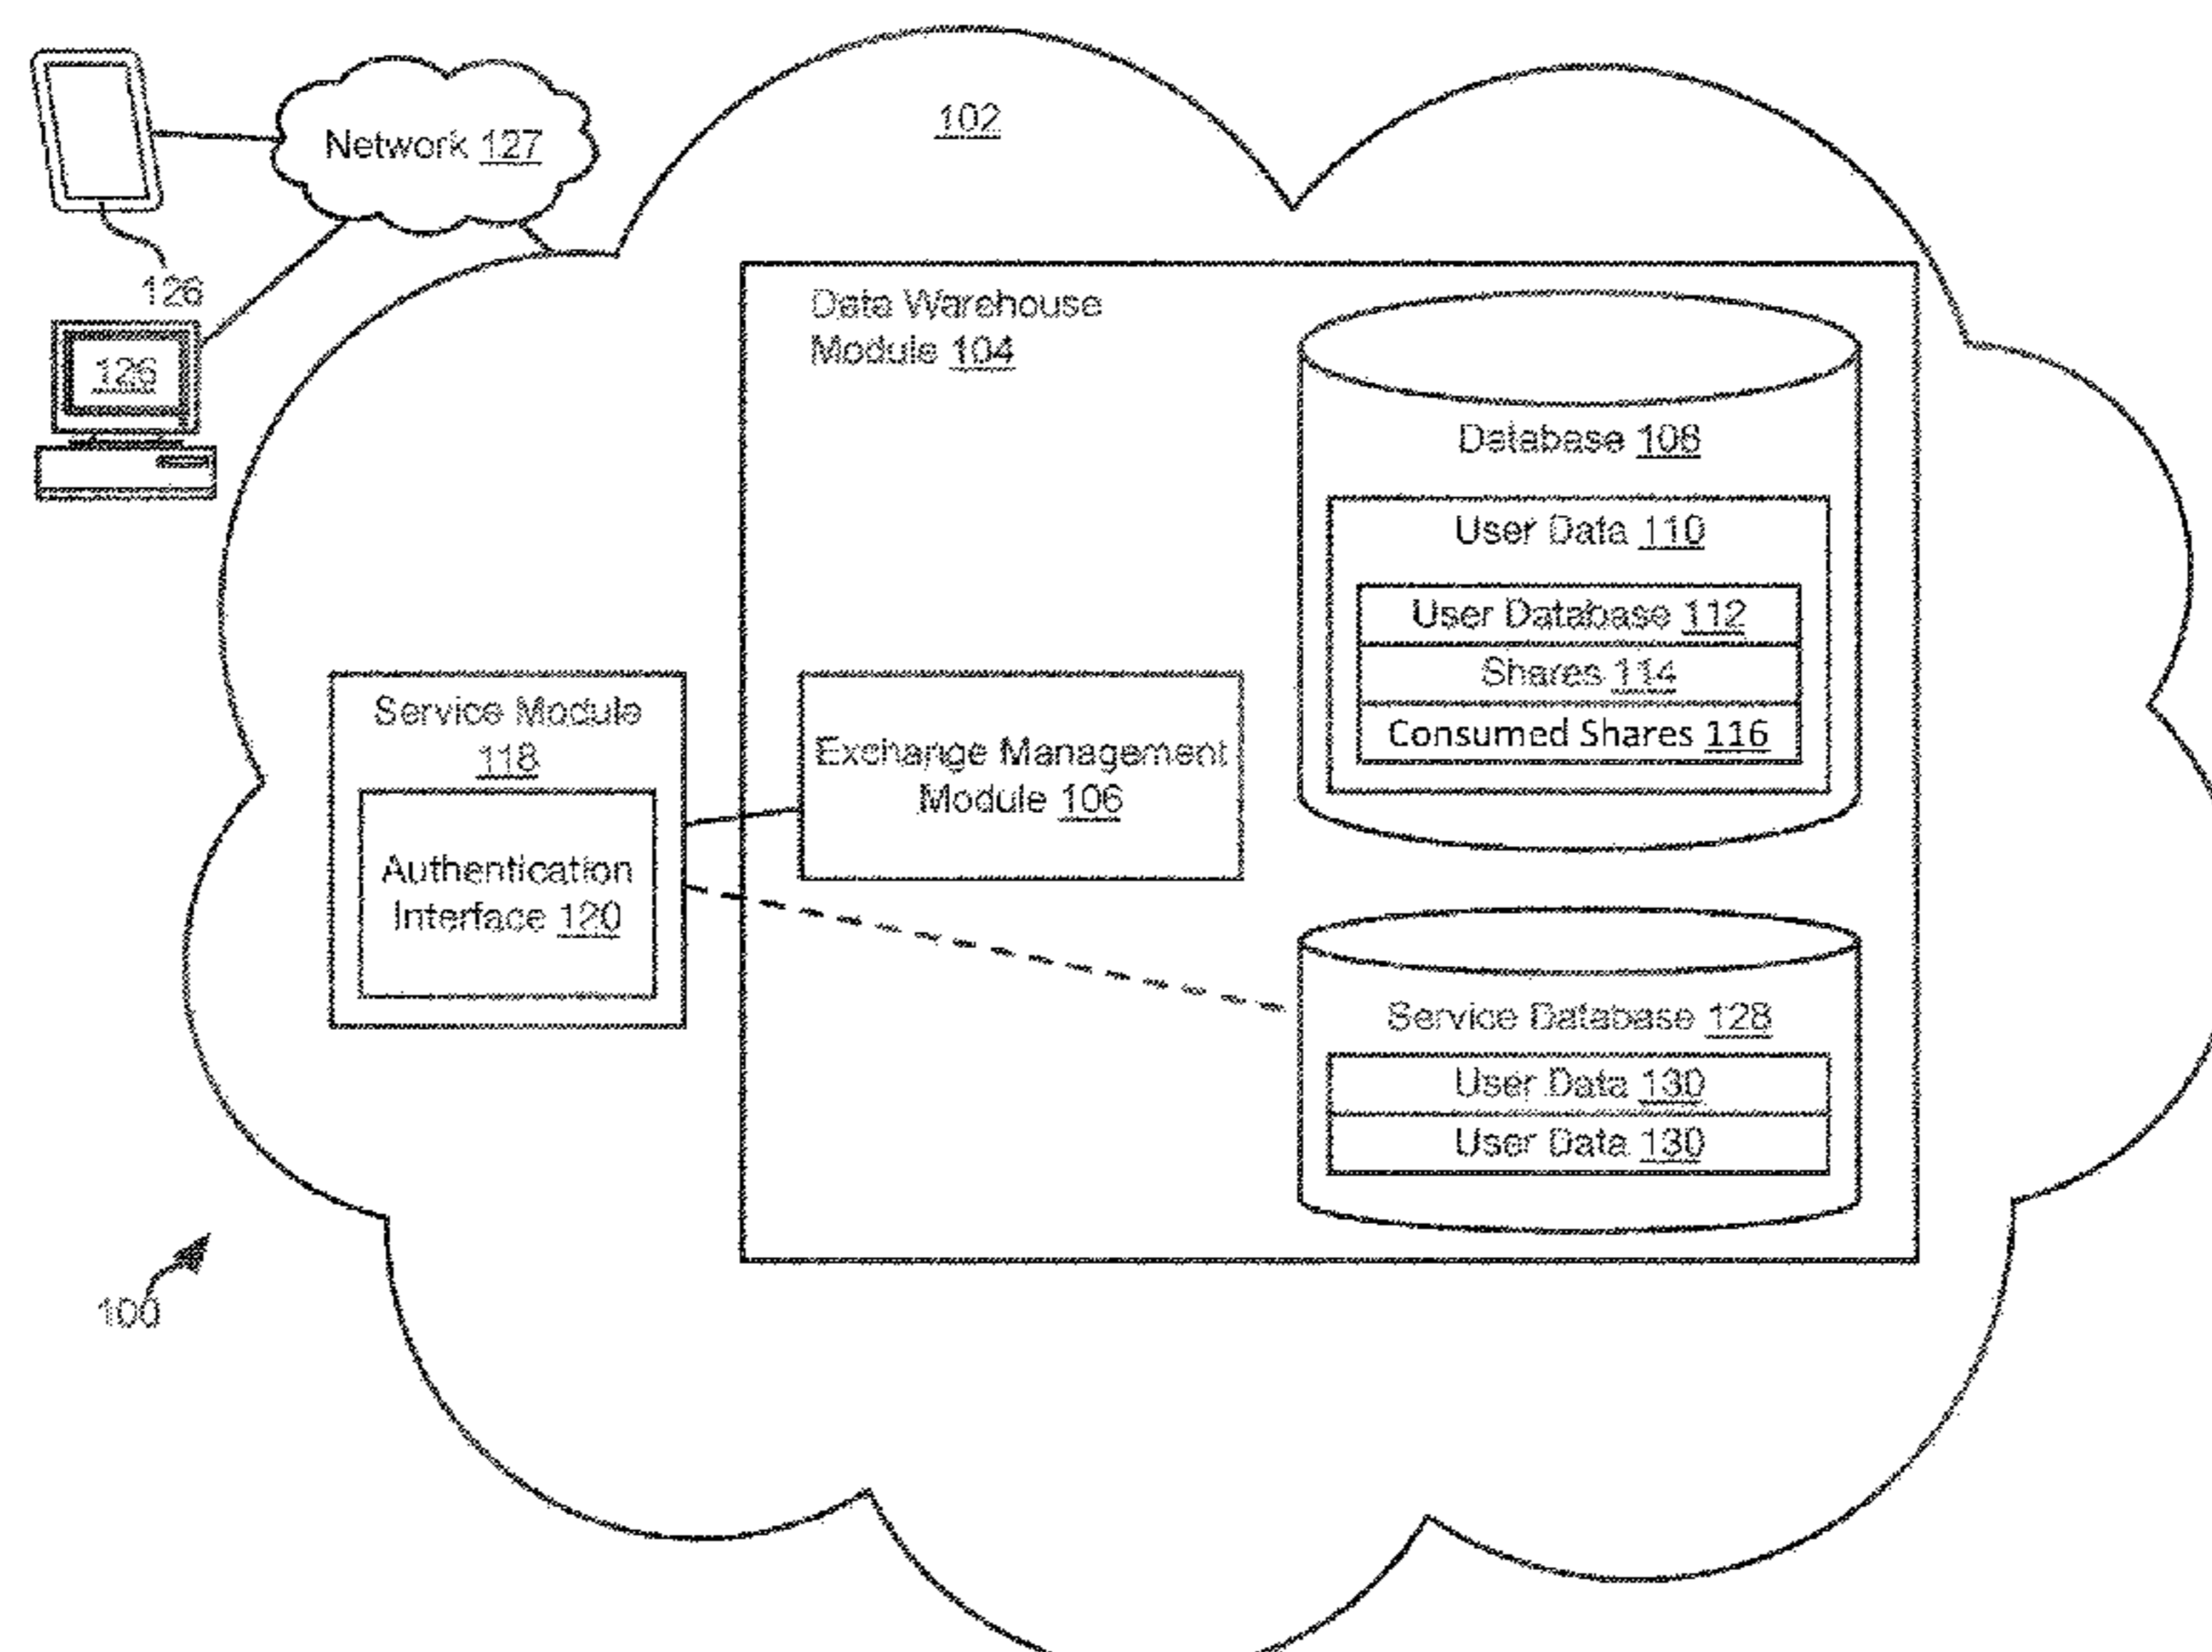 102
Network 127
126
126
Data Warehouse
Module 104
Database 108
User Data 110
User Database 112
Shares 114
Consumed Shares 116
Service Module
118
Authentication
Interface 120
Exchange Management
Module 106
Service Database 128
User Data 130
User Data 130
100